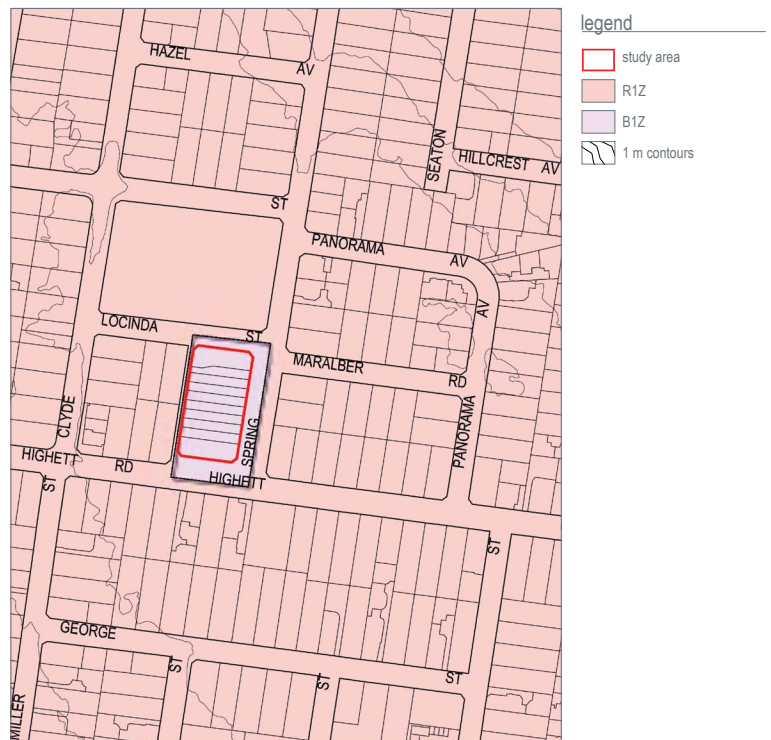 legend
study area
R1Z
B1Z
1 m contours
HAZEL AV
SEATON
HILLCREST AV
ST
PANORAMA AV
AV
LOCINDA ST
MARALBER RD
CLYDE
SPRING
PANORAMA
HIGHETT RD
HIGHETT
ST
ST
GEORGE ST
ST
ST
MILLER